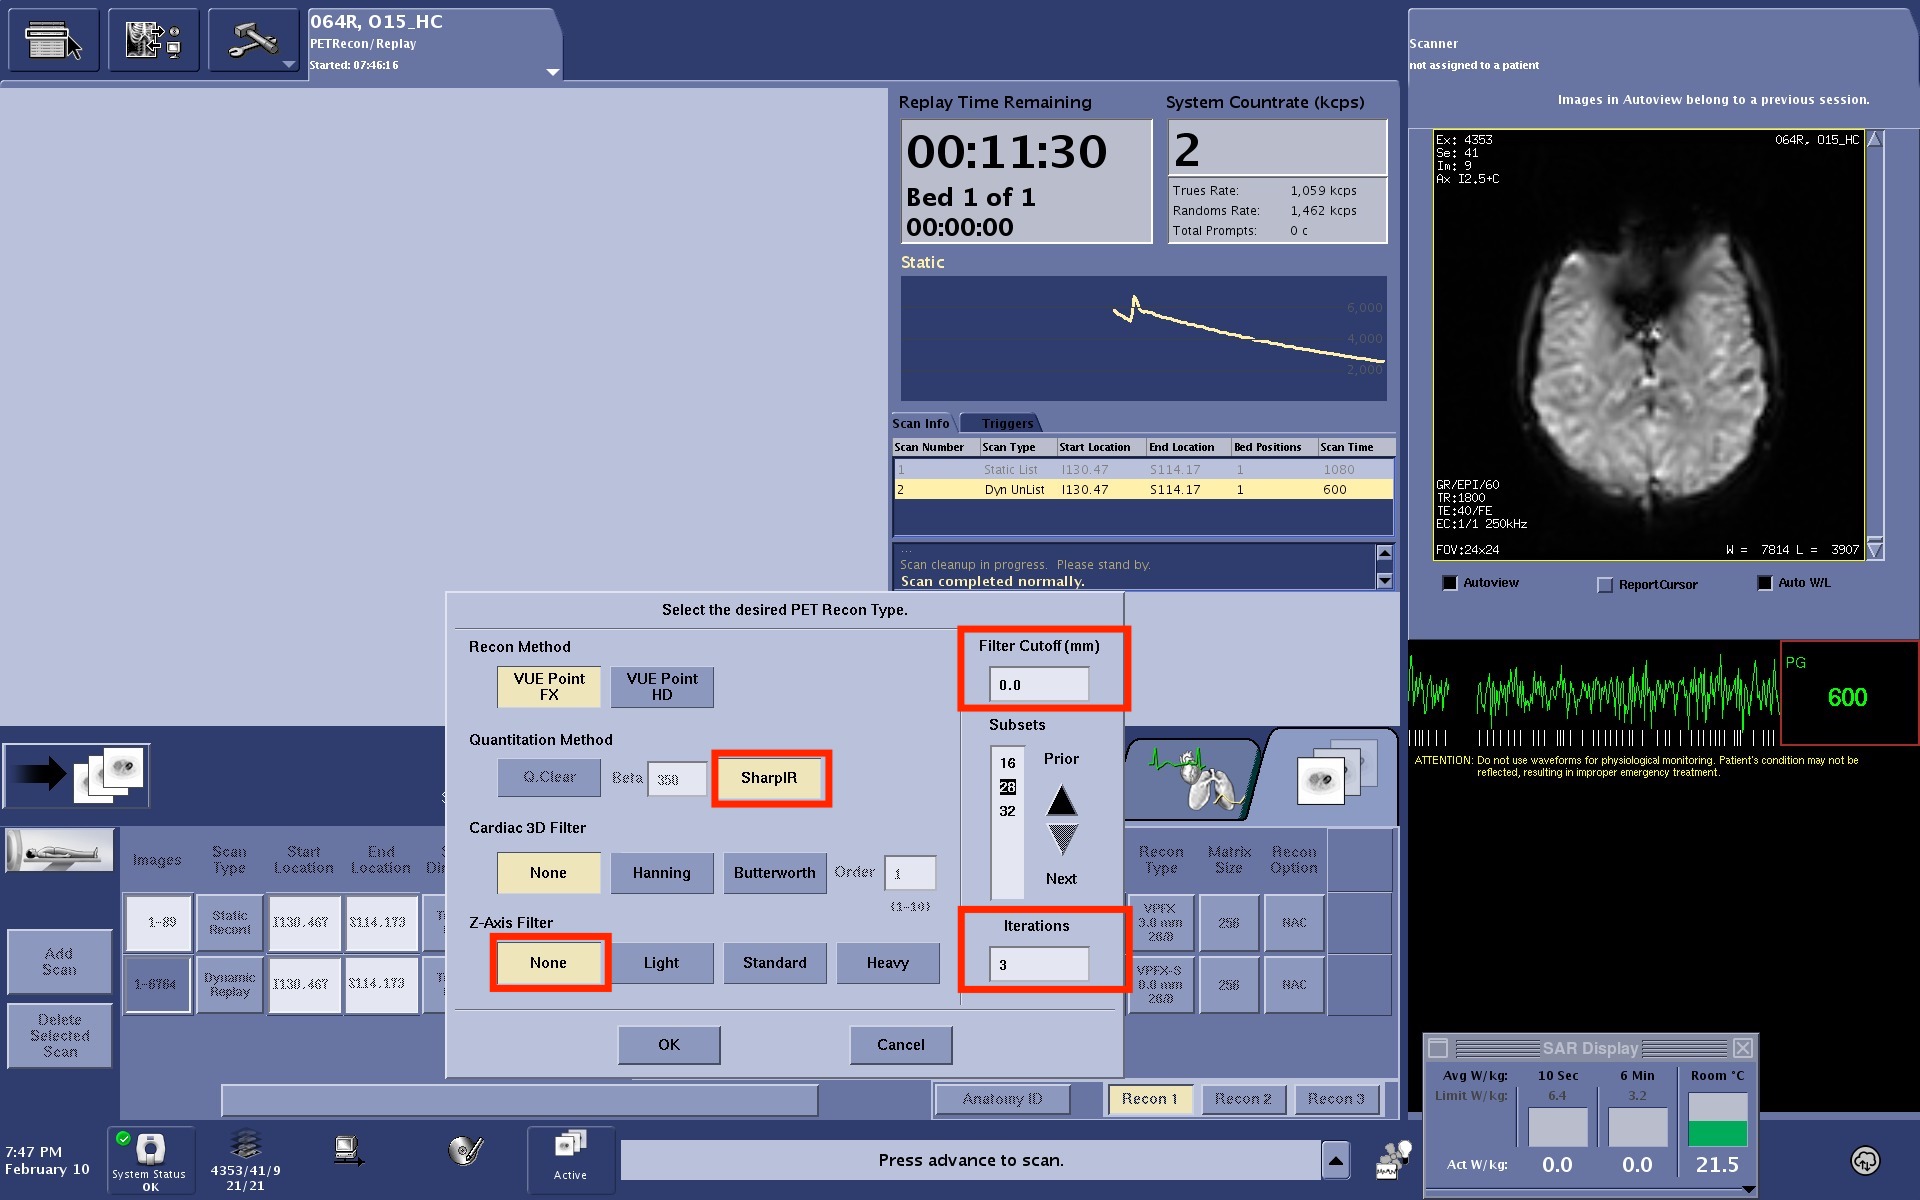 064R, O15_HC
PETRecon/Replay
Started: 07:46:16
Scanner
not assigned to a patient
Images in Autoview belong to a previous session.
Replay Time Remaining
00:11:30
Bed 1 of 1
00:00:00
System Countrate (kcps)
2
Trues Rate: 1,059 kcps
Randoms Rate: 1,462 kcps
Total Prompts: 0 c
Static
6,000
4,000
2,000
Scan Info Triggers
Scan Number Scan Type Start Location End Location Bed Positions Scan Time
1 Static List I130.47 S114.17 1 1080
2 Dyn UnList I130.47 S114.17 1 600
...
Scan cleanup in progress. Please stand by.
Scan completed normally.
Ex: 4353
Se: 41
Im: 9
Ax I2.5+C
064R, O15_HC
GR/EPI/60
TR:1800
TE:40/FE
EC:1/1 250kHz
FOV:24x24
W = 7814 L = 3907
Autoview ReportCursor Auto W/L
PG
600
ATTENTION: Do not use waveforms for physiological monitoring. Patient's condition may not be
reflected, resulting in improper emergency treatment.
Select the desired PET Recon Type.
Recon Method
VUE Point
FX
VUE Point
HD
Quantitation Method
Q.Clear Beta 350 SharpIR
Cardiac 3D Filter
None Hanning Butterworth Order 1
(1-10)
Z-Axis Filter
None Light Standard Heavy
Filter Cutoff (mm)
0.0
Subsets
16
28
32
Prior
Next
Iterations
3
OK Cancel
Images
Scan
Type
Start
Location
End
Location
Recon
Type
Matrix
Size
Recon
Option
1-89
Static
Recon1
I130.467
S114.173
VPFX
3.0 mm
28/8
256
NAC
1-6764
Dynamic
Replay
I130.467
S114.173
VPFX-S
0.0 mm
28/8
256
NAC
Add
Scan
Delete
Selected
Scan
Anatomy ID
Recon 1 Recon 2 Recon 3
7:47 PM
February 10
System Status
OK
4353/41/9
21/21
Active
Press advance to scan.
SAR Display
Avg W/kg: 10 Sec 6 Min Room °C
Limit W/kg: 6.4 3.2
Act W/kg: 0.0 0.0 21.5